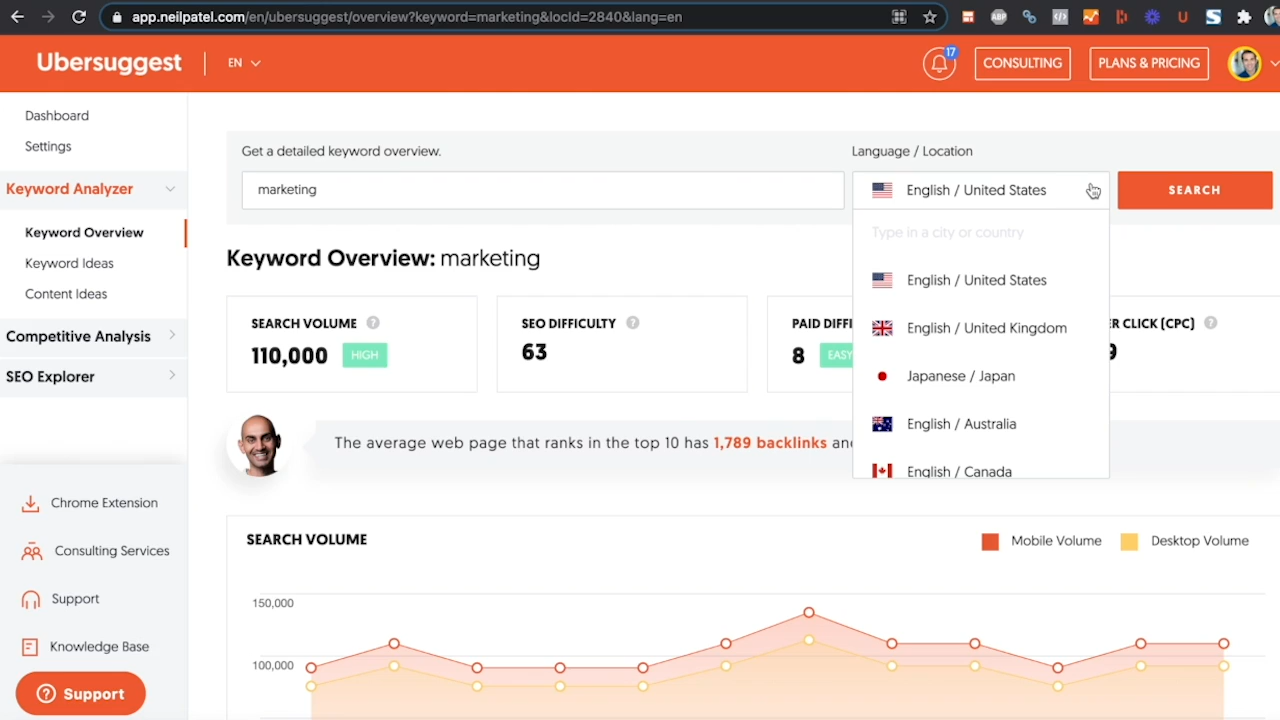 app.neilpatel.com/en/ubersuggest/overview?keyword=marketing&locId=2840&lang=en
ABP
Ubersuggest
EN
17
CONSULTING
PLANS & PRICING
Dashboard
Settings
Keyword Analyzer
Keyword Overview
Keyword Ideas
Content Ideas
Competitive Analysis
SEO Explorer
Chrome Extension
Consulting Services
Support
Knowledge Base
Support
Get a detailed keyword overview.
Language / Location
marketing
English / United States
SEARCH
Type in a city or country
English / United States
English / United Kingdom
Japanese / Japan
English / Australia
English / Canada
Keyword Overview: marketing
SEARCH VOLUME
110,000 HIGH
SEO DIFFICULTY
63
PAID DIFFI
8 EASY
ER CLICK (CPC)
9
The average web page that ranks in the top 10 has 1,789 backlinks and
SEARCH VOLUME
Mobile Volume
Desktop Volume
150,000
100,000